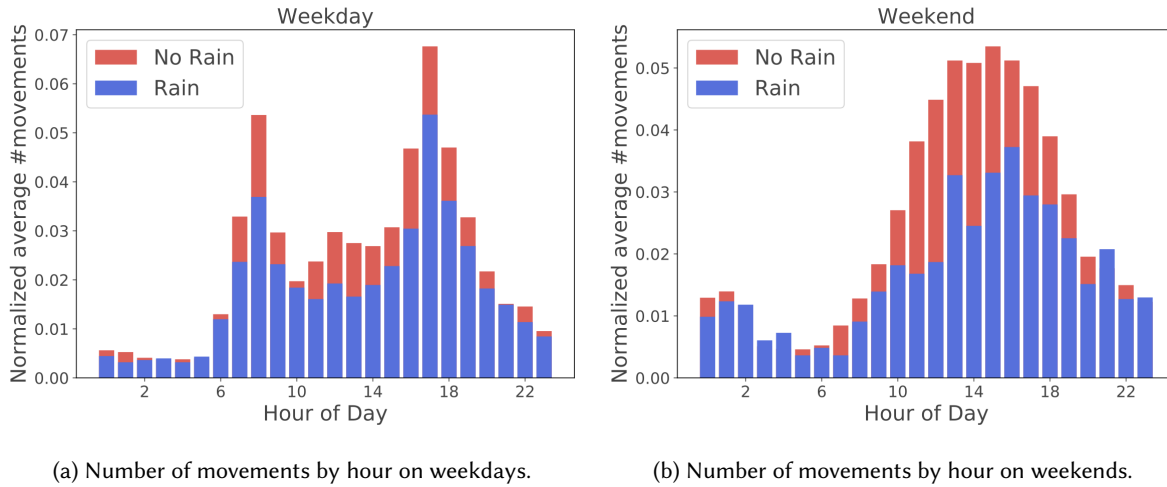 Weekday
Normalized average #movements
0.07
0.06
0.05
0.04
0.03
0.02
0.01
0.00
No Rain
Rain
2 6 10 14 18 22
Hour of Day
(a) Number of movements by hour on weekdays.
Weekend
Normalized average #movements
0.05
0.04
0.03
0.02
0.01
0.00
No Rain
Rain
2 6 10 14 18 22
Hour of Day
(b) Number of movements by hour on weekends.